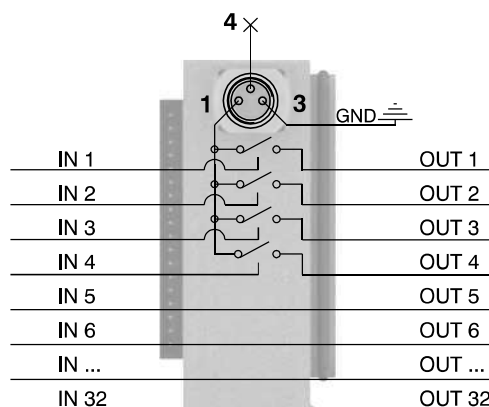 4
1 3
GND
IN 1 OUT 1
IN 2 OUT 2
IN 3 OUT 3
IN 4 OUT 4
IN 5 OUT 5
IN 6 OUT 6
IN ... OUT ...
IN 32 OUT 32